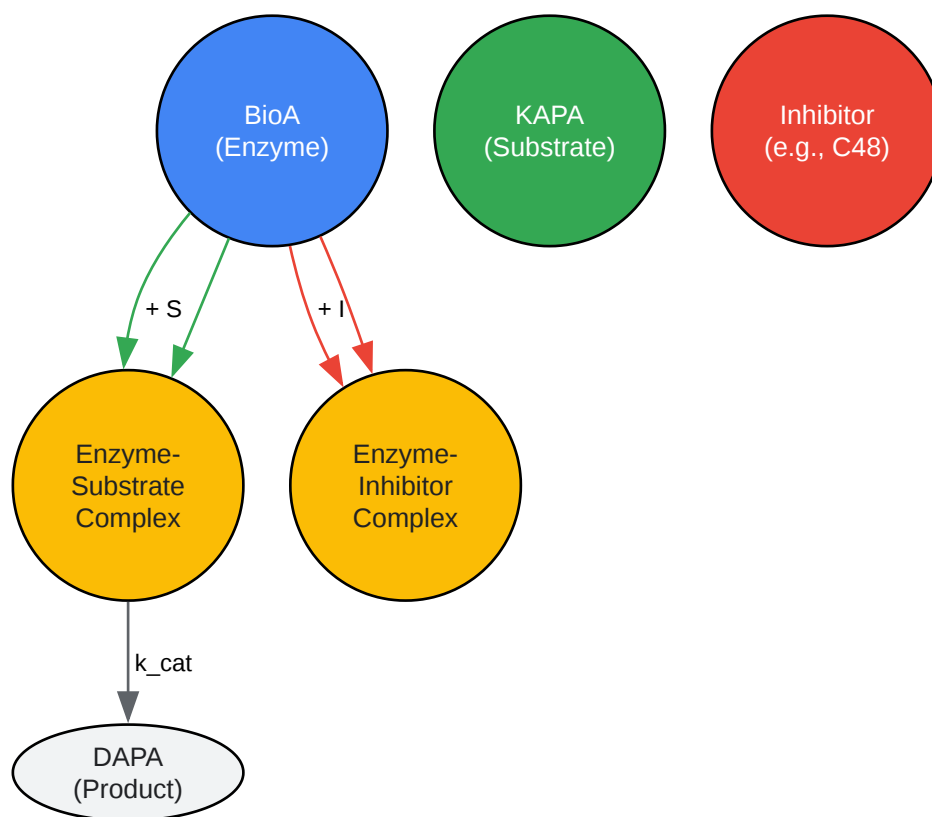 BioA
(Enzyme)
KAPA
(Substrate)
Inhibitor
(e.g., C48)
+ S
+ I
Enzyme-
Substrate
Complex
Enzyme-
Inhibitor
Complex
k_cat
DAPA
(Product)